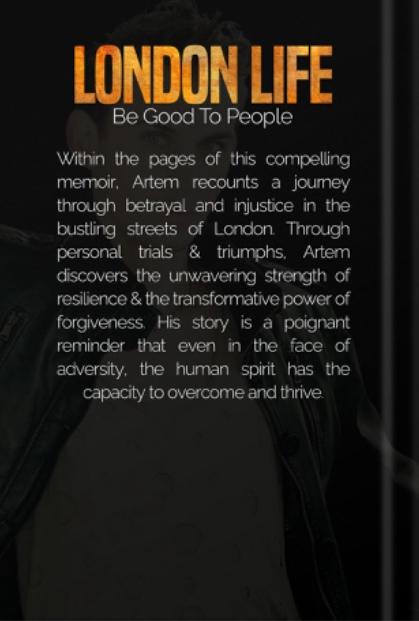 LONDON LIFE
Be Good To People
Within the pages of this compelling
memoir, Artem recounts a journey
through betrayal and injustice in the
bustling streets of London. Through
personal trials & triumphs, Artem
discovers the unwavering strength of
resilience & the transformative power of
forgiveness. His story is a poignant
reminder that even in the face of
adversity, the human spirit has the
capacity to overcome and thrive.